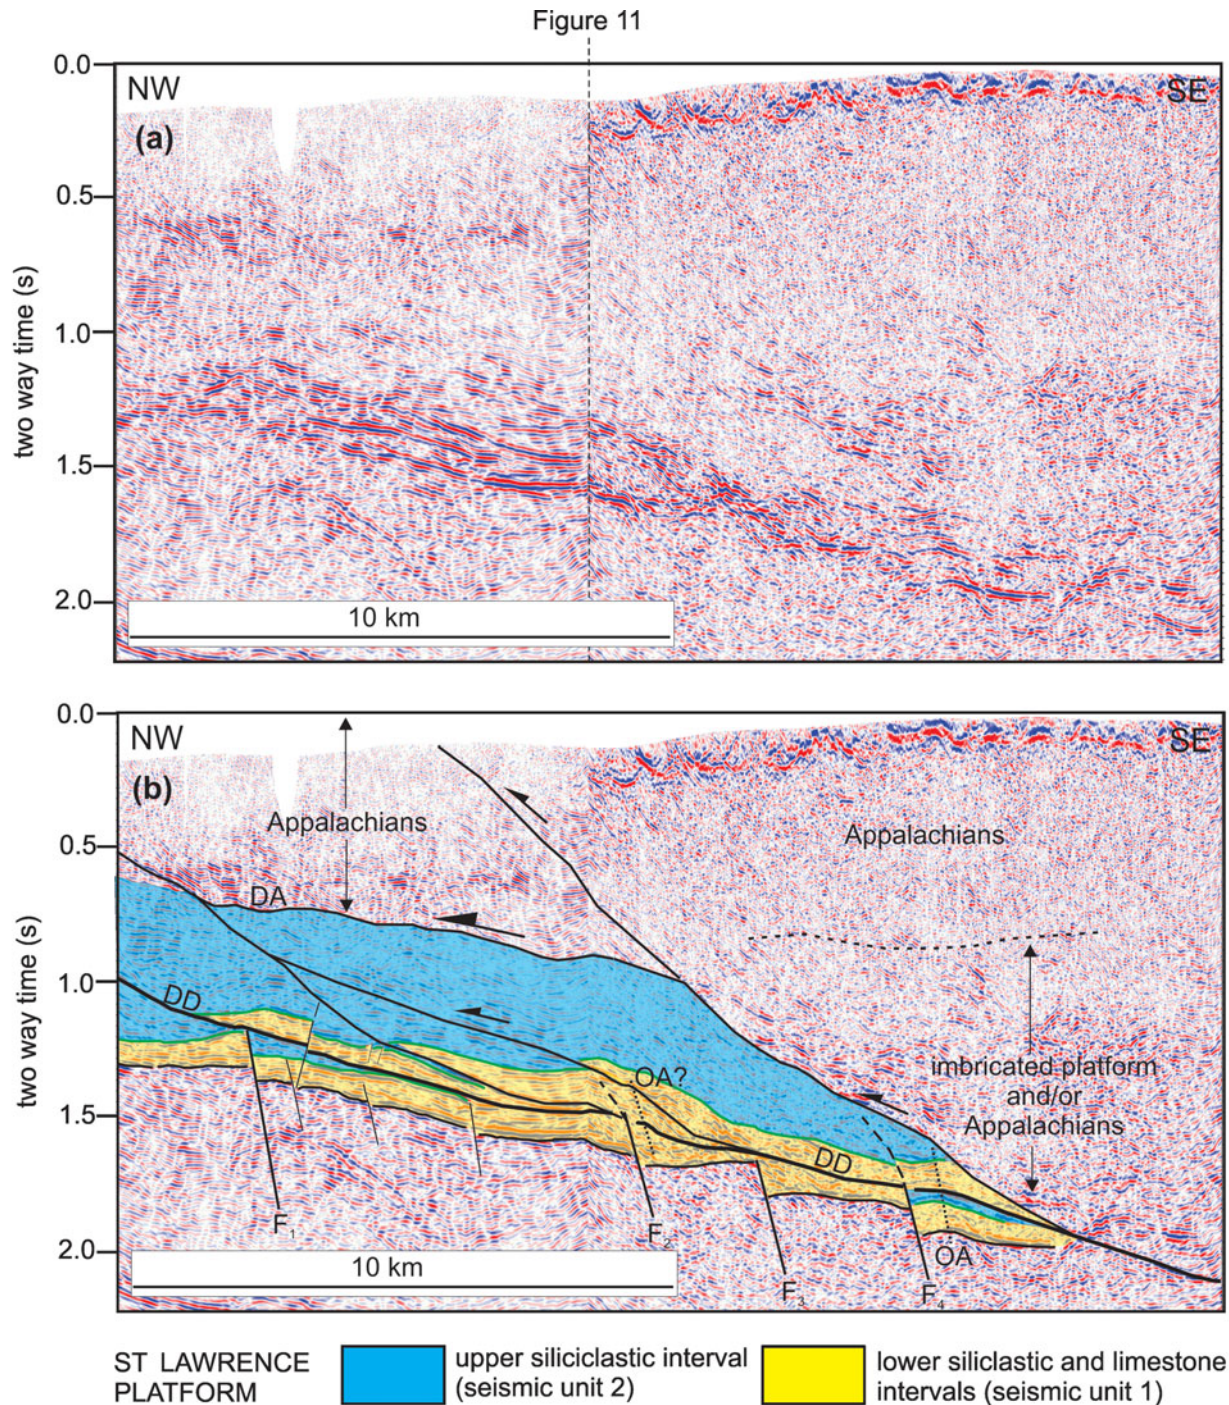 Figure 11
0.0
NW
SE
(a)
0.5
1.0
two way time (s)
1.5
2.0
10 km
0.0
NW
SE
(b)
Appalachians
Appalachians
0.5
DA
1.0
DD
two way time (s)
imbricated platform
and/or
Appalachians
OA?
1.5
DD
F1
F2
OA
2.0
10 km
F3
F4
ST LAWRENCE
PLATFORM
upper siliciclastic interval
(seismic unit 2)
lower siliclastic and limestone
intervals (seismic unit 1)